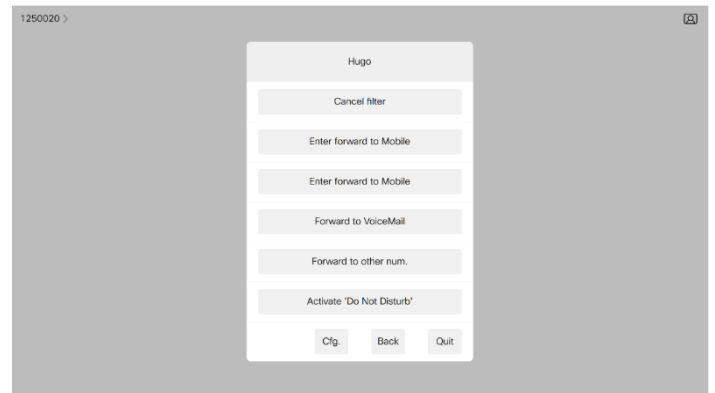 1250020 >
Hugo
Cancel filter
Enter forward to Mobile
Enter forward to Mobile
Forward to VoiceMail
Forward to other num.
Activate 'Do Not Disturb'
Cfg. Back Quit